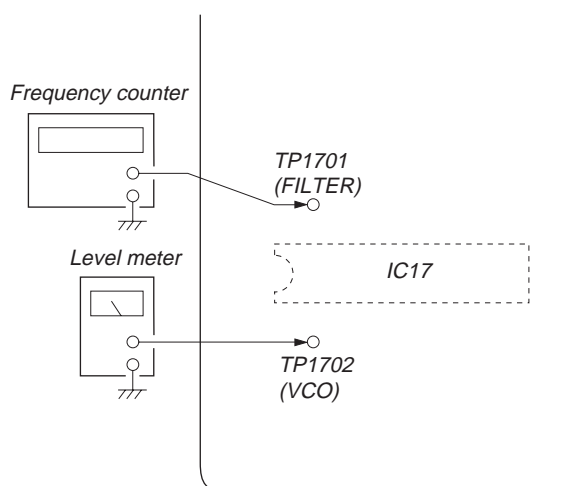 Frequency counter
TP1701
(FILTER)
Level meter
IC17
TP1702
(VCO)